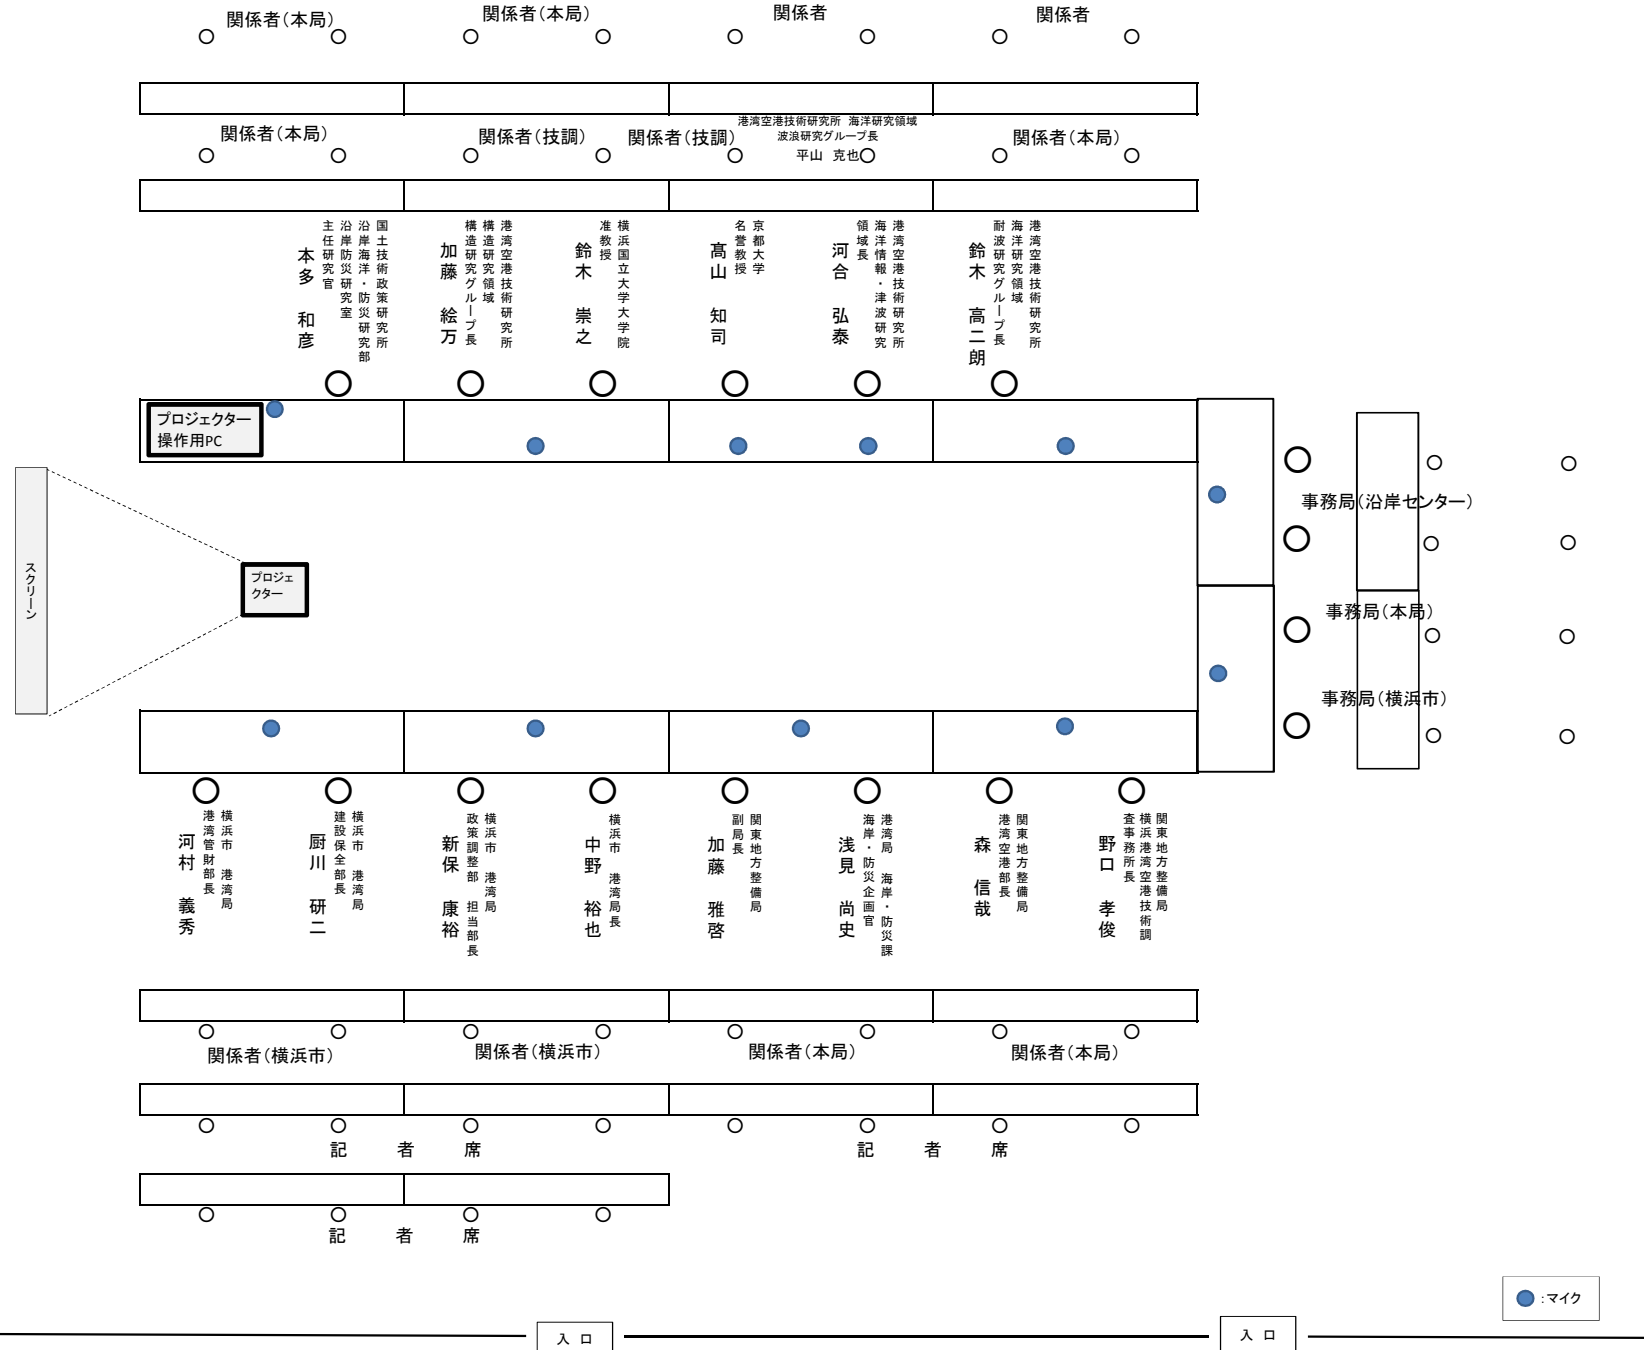 関係者(本局)
関係者(本局)
関係者
関係者
関係者(本局)
関係者(技調)
関係者(技調)
港湾空港技術研究所 海洋研究領域
波浪研究グループ長
平山 克也
関係者(本局)
国土技術政策研究所
沿岸海洋・防災研究部
沿岸防災研究室
主任研究官
本多 和彦
港湾空港技術研究所
構造研究領域
構造研究グループ長
加藤 絵万
横浜国立大学大学院
准教授
鈴木 崇之
京都大学
名誉教授
髙山 知司
港湾空港技術研究所
海洋情報・津波研究
領域長
河合 弘泰
港湾空港技術研究所
海洋研究領域
耐波研究グループ長
鈴木 高二朗
プロジェクター
操作用PC
スクリーン
プロジェ
クター
事務局(沿岸センター)
事務局(本局)
事務局(横浜市)
横浜市 港湾局
港湾管財部長
河村 義秀
横浜市 港湾局
建設保全部長
厨川 研二
横浜市 港湾局
政策調整部 担当部長
新保 康裕
横浜市 港湾局長
中野 裕也
関東地方整備局
副局長
加藤 雅啓
港湾局 海岸・防災課
海岸・防災企画官
浅見 尚史
関東地方整備局
港湾空港部長
森 信哉
関東地方整備局
横浜港湾空港技術調
査事務所長
野口 孝俊
関係者(横浜市)
関係者(横浜市)
関係者(本局)
関係者(本局)
記 者 席
記 者 席
記 者 席
:マイク
入 口
入 口